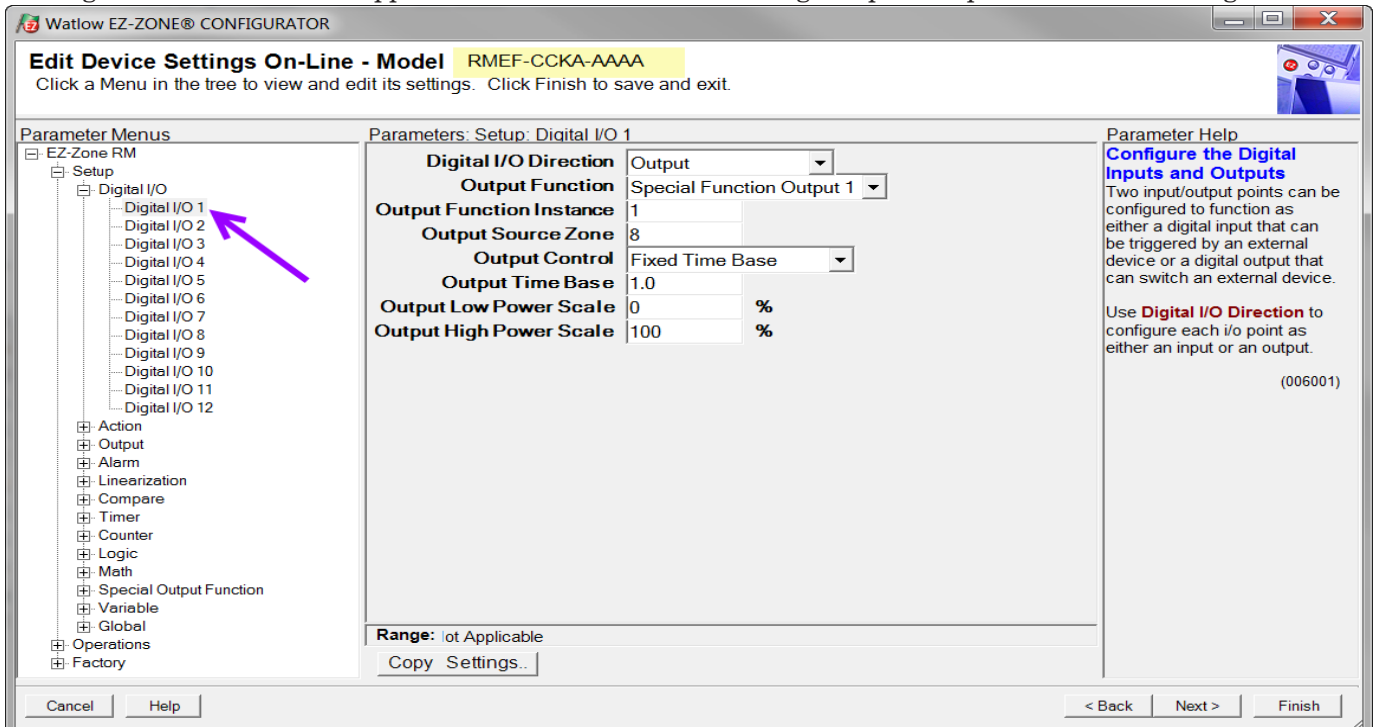 Watlow EZ-ZONE® CONFIGURATOR
X
Edit Device Settings On-Line - Model RMEF-CCKA-AAAA
Click a Menu in the tree to view and edit its settings. Click Finish to save and exit.
Parameter Menus
EZ-Zone RM
Setup
Digital I/O
Digital I/O 1
Digital I/O 2
Digital I/O 3
Digital I/O 4
Digital I/O 5
Digital I/O 6
Digital I/O 7
Digital I/O 8
Digital I/O 9
Digital I/O 10
Digital I/O 11
Digital I/O 12
Action
Output
Alarm
Linearization
Compare
Timer
Counter
Logic
Math
Special Output Function
Variable
Global
Operations
Factory
Parameters: Setup: Digital I/O 1
Digital I/O Direction Output
Output Function Special Function Output 1
Output Function Instance 1
Output Source Zone 8
Output Control Fixed Time Base
Output Time Base 1.0
Output Low Power Scale 0 %
Output High Power Scale 100 %
Range: ot Applicable
Copy Settings..
Parameter Help
Configure the Digital
Inputs and Outputs
Two input/output points can be
configured to function as
either a digital input that can
be triggered by an external
device or a digital output that
can switch an external device.
Use Digital I/O Direction to
configure each i/o point as
either an input or an output.
(006001)
Cancel Help < Back Next > Finish